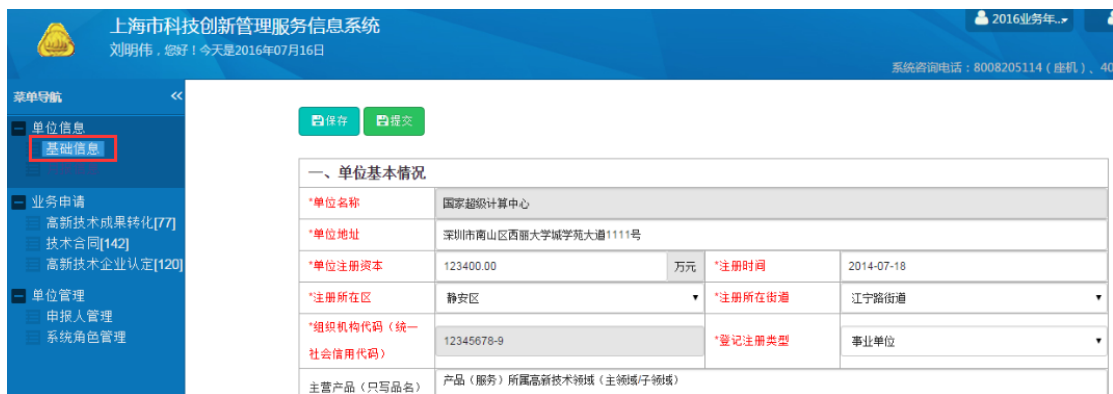 上海市科技创新管理服务信息系统
2016业务年..
刘明伟，您好！今天是2016年07月16日
系统咨询电话：8008205114（座机）、40
菜单导航 <<
单位信息
基础信息
业务申请
高新技术成果转化[77]
技术合同[142]
高新技术企业认定[120]
单位管理
申报人管理
系统角色管理
保存 提交
一、单位基本情况
*单位名称 国家超级计算中心
*单位地址 深圳市南山区西丽大学城学苑大道1111号
*单位注册资本 123400.00 万元 *注册时间 2014-07-18
*注册所在区 静安区 *注册所在街道 江宁路街道
*组织机构代码（统一
社会信用代码） 12345678-9 *登记注册类型 事业单位
主营产品（只写品名） 产品（服务）所属高新技术领域（主领域/子领域）